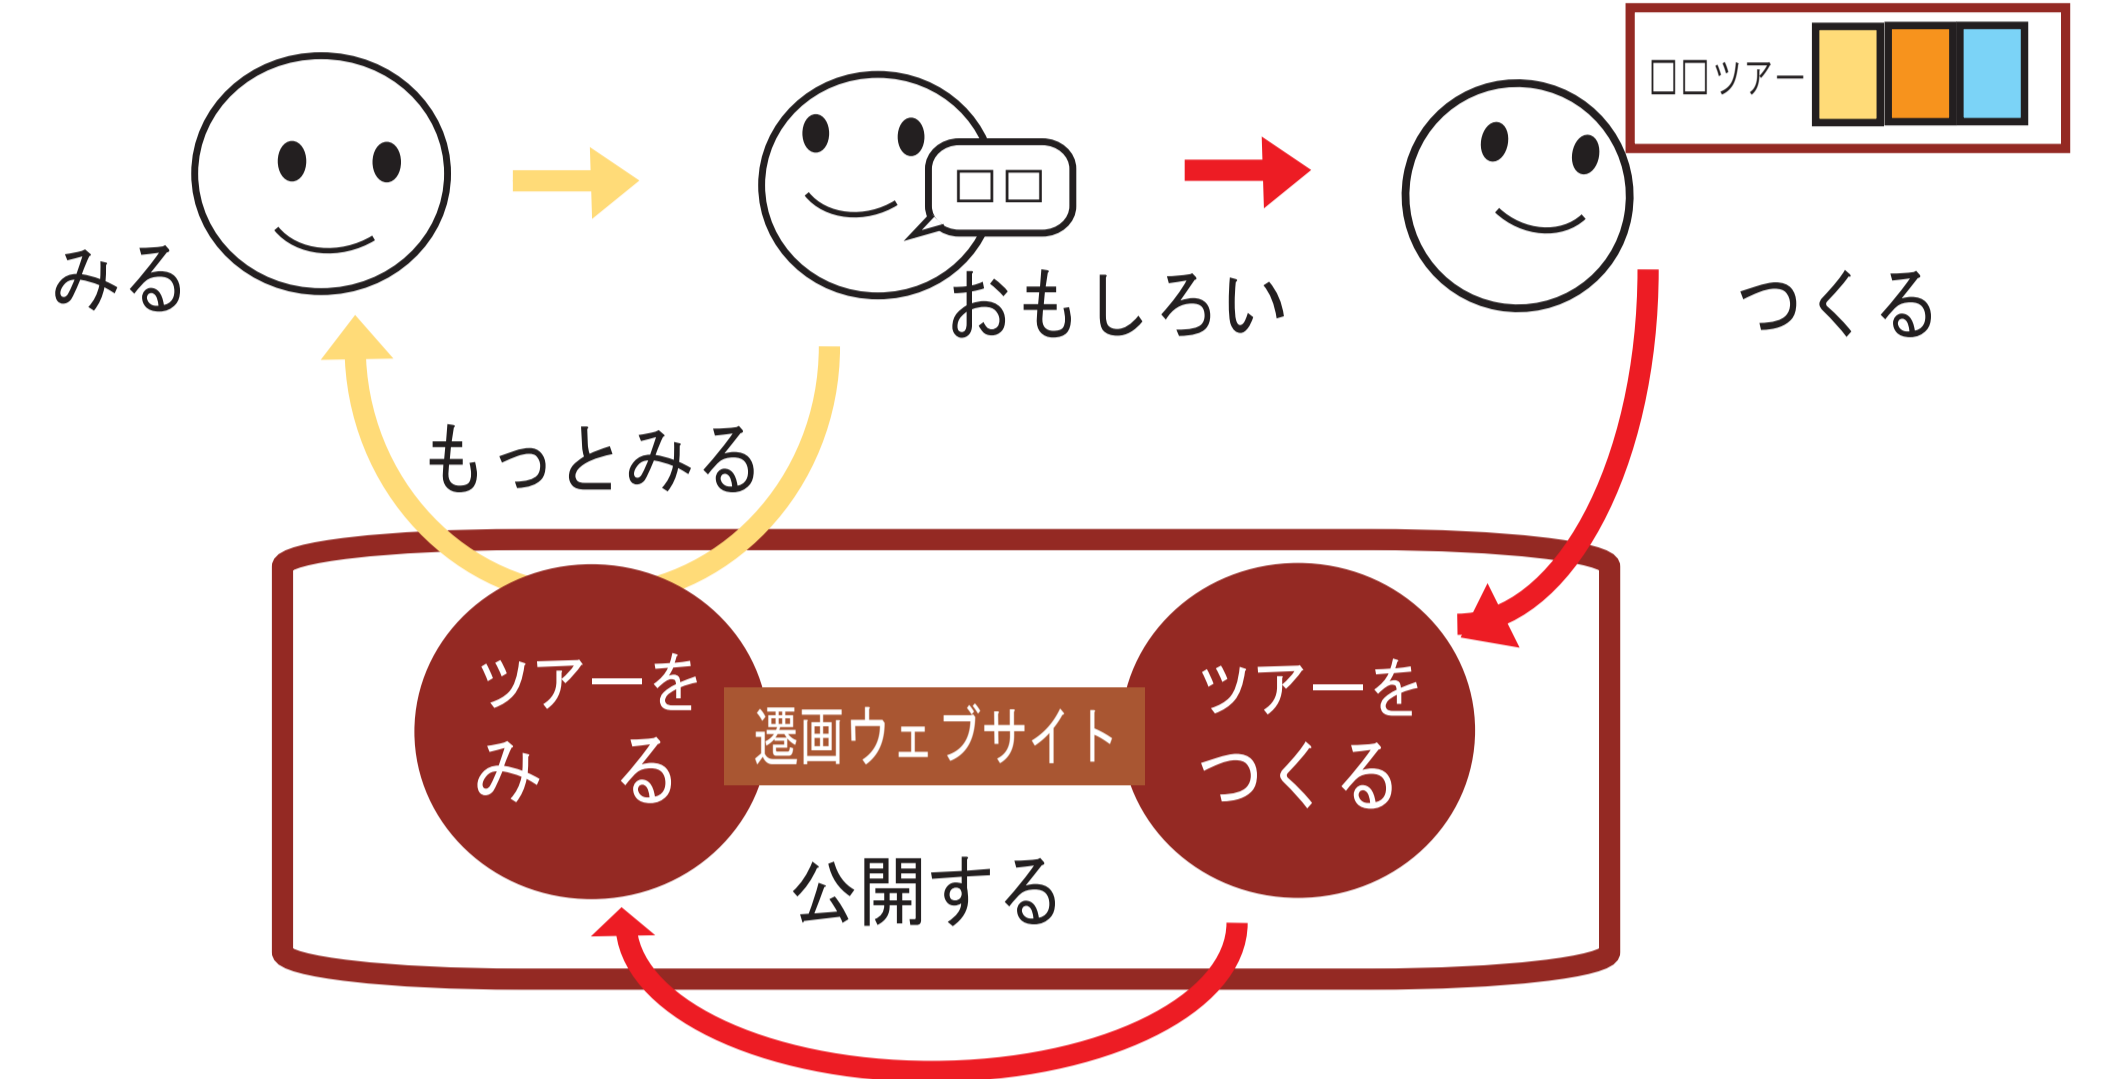 □□ツアー
□□
みる
おもしろい
つくる
もっとみる
ツアーを
みる
遷画ウェブサイト
ツアーを
つくる
公開する